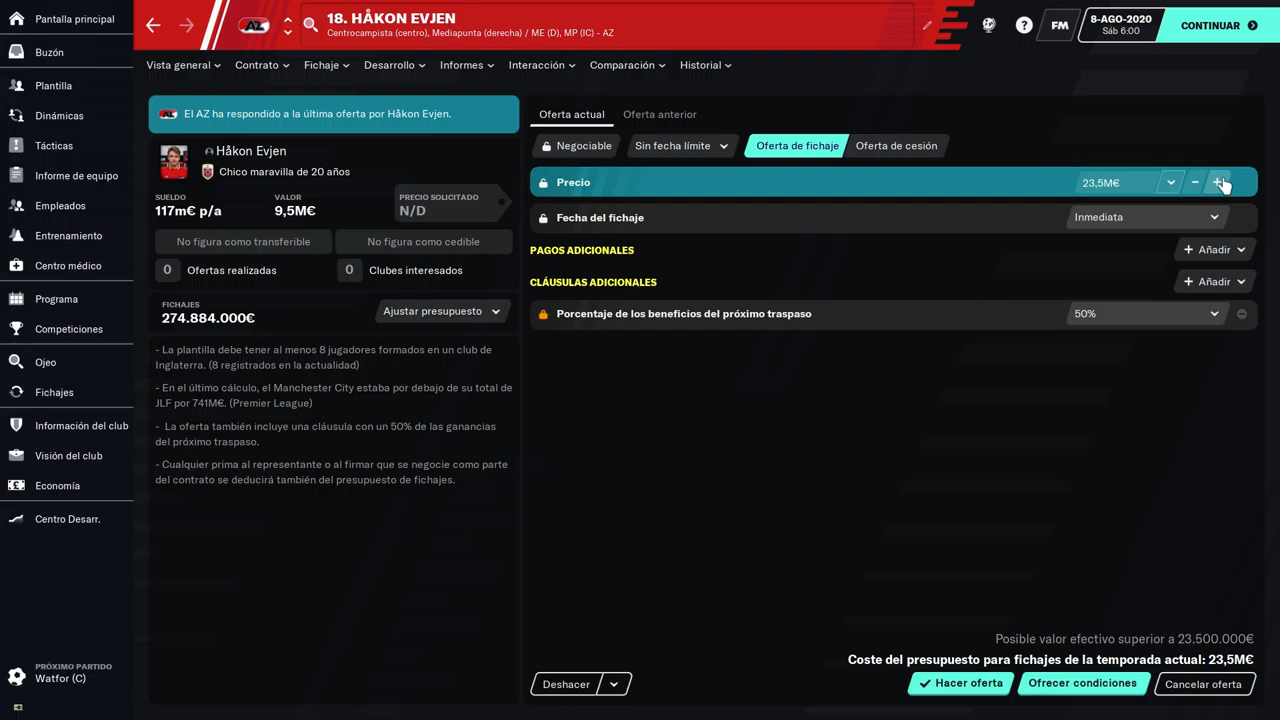 Pantalla principal
Buzón
Plantilla
Dinámicas
Tácticas
Informe de equipo
Empleados
Entrenamiento
Centro médico
Programa
Competiciones
Ojeo
Fichajes
Información del club
Visión del club
Economía
Centro Desarr.
PRÓXIMO PARTIDO
Watfor (C)
AZ
18. HÅKON EVJEN
Centrocampista (centro), Mediapunta (derecha) / ME (D), MP (IC) - AZ
FM
8-AGO-2020
Sáb 6:00
CONTINUAR
Vista general
Contrato
Fichaje
Desarrollo
Informes
Interacción
Comparación
Historial
El AZ ha respondido a la última oferta por Håkon Evjen.
Håkon Evjen
Chico maravilla de 20 años
SUELDO
117m€ p/a
VALOR
9,5M€
PRECIO SOLICITADO
N/D
No figura como transferible
No figura como cedible
0 Ofertas realizadas
0 Clubes interesados
FICHAJES
274.884.000€
Ajustar presupuesto
- La plantilla debe tener al menos 8 jugadores formados en un club de
Inglaterra. (8 registrados en la actualidad)
- En el último cálculo, el Manchester City estaba por debajo de su total de
JLF por 741M€. (Premier League)
- La oferta también incluye una cláusula con un 50% de las ganancias
del próximo traspaso.
- Cualquier prima al representante o al firmar que se negocie como parte
del contrato se deducirá también del presupuesto de fichajes.
Oferta actual
Oferta anterior
Negociable
Sin fecha límite
Oferta de fichaje
Oferta de cesión
Precio
23,5M€
Fecha del fichaje
Inmediata
PAGOS ADICIONALES
+ Añadir
CLÁUSULAS ADICIONALES
+ Añadir
Porcentaje de los beneficios del próximo traspaso
50%
Posible valor efectivo superior a 23.500.000€
Coste del presupuesto para fichajes de la temporada actual: 23,5M€
Deshacer
Hacer oferta
Ofrecer condiciones
Cancelar oferta